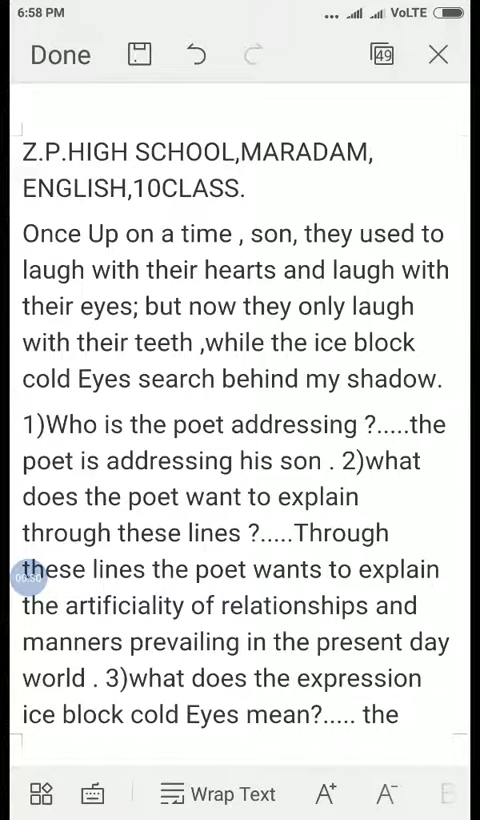 6:58 PM ... VoLTE
Done 49
Z.P.HIGH SCHOOL,MARADAM,
ENGLISH,10CLASS.
Once Up on a time , son, they used to
laugh with their hearts and laugh with
their eyes; but now they only laugh
with their teeth ,while the ice block
cold Eyes search behind my shadow.
1)Who is the poet addressing ?.....the
poet is addressing his son . 2)what
does the poet want to explain
through these lines ?.....Through
these lines the poet wants to explain
the artificiality of relationships and
manners prevailing in the present day
world . 3)what does the expression
ice block cold Eyes mean?..... the
Wrap Text A+ A- B